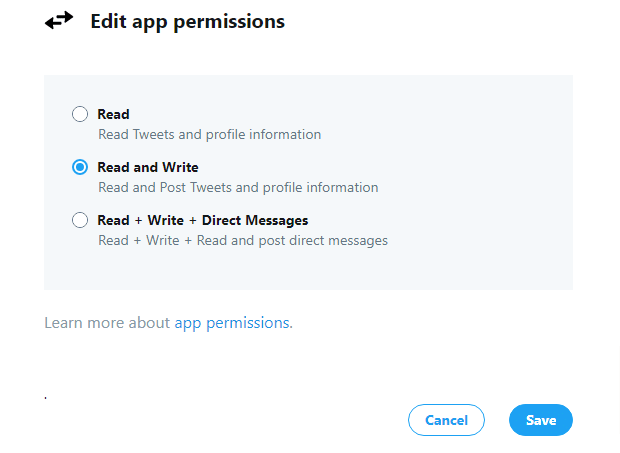 Edit app permissions
Read
Read Tweets and profile information
Read and Write
Read and Post Tweets and profile information
Read + Write + Direct Messages
Read + Write + Read and post direct messages
Learn more about app permissions.
.
Cancel Save